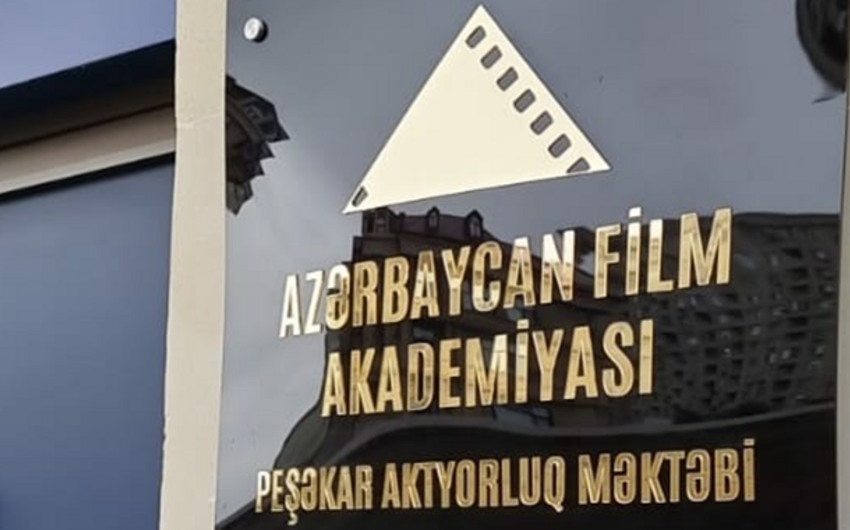 AZƏRBAYCAN FİLM
AKADEMİYASI
PEŞƏKAR AKTYORLUQ MƏKTƏBİ